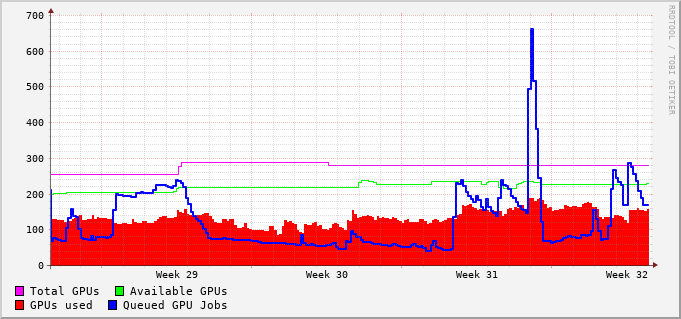 700
600
500
400
300
200
100
0
Week 29 Week 30 Week 31 Week 32
Total GPUs Available GPUs
GPUs used Queued GPU Jobs
RRDTOOL / TOBI OETIKER